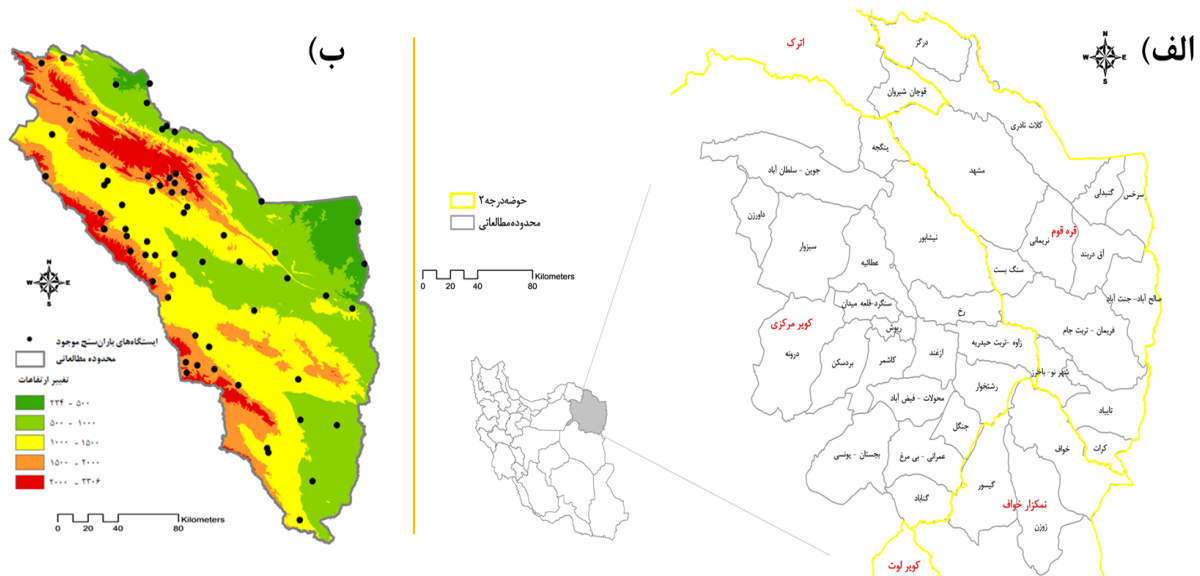 الف)
N
W E
S
اترک
درگز
قوچان شیروان
کلات نادری
پنگجه
مشهد
جوین - سلطان آباد
گنبدلی
سرخس
داورزن
سبزوار
نیشابور
نریمانی
قره قوم
آق دربند
عطائیه
سنگ بست
صالح آباد- جنت آباد
سنگرد-قلعه میدان
رخ
کویر مرکزی
ریوش
فریمان - تربت جام
درونه
بردسکن
کاشمر
ازغند
زاوه -تربت حیدریه
شهر نو- باخرز
رشتخوار
محولات - فیض آباد
تایباد
جنگل
خواف
کرات
بجستان - یونسی
عمرانی - بی مرغ
گیسور
گناباد
نمکزار خواف
زوزن
کویر لوت
حوضه درجه ۲
محدوده مطالعاتی
Kilometers
0 10 20 40 80
ب)
N
W E
S
ایستگاه‌های باران‌سنج موجود
محدوده مطالعاتی
تغییر ارتفاعات
۲۳۴ - ۵۰۰
۵۰۰ - ۱۰۰۰
۱۰۰۰ - ۱۵۰۰
۱۵۰۰ - ۲۰۰۰
۲۰۰۰ - ۳۳۰۶
Kilometers
0 20 40 80